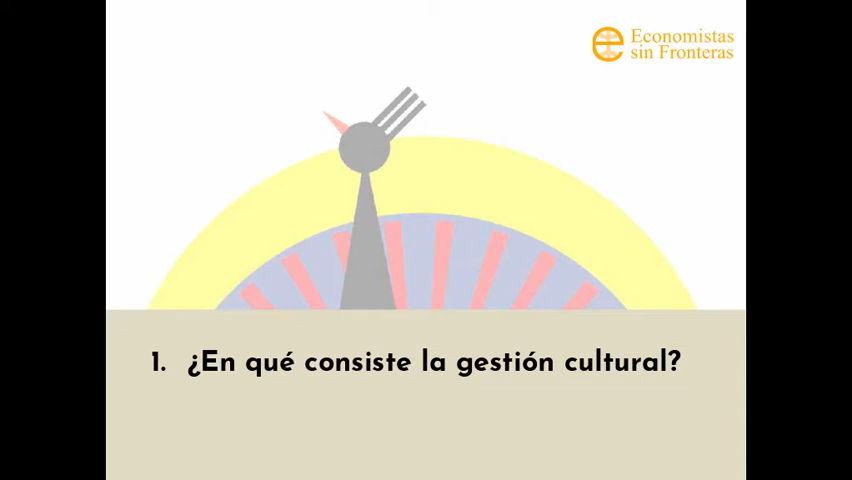 Economistas
sin Fronteras
1. ¿En qué consiste la gestión cultural?